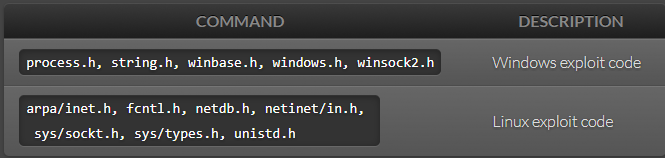 COMMAND DESCRIPTION
process.h, string.h, winbase.h, windows.h, winsock2.h Windows exploit code
arpa/inet.h, fcntl.h, netdb.h, netinet/in.h,
sys/sockt.h, sys/types.h, unistd.h
Linux exploit code